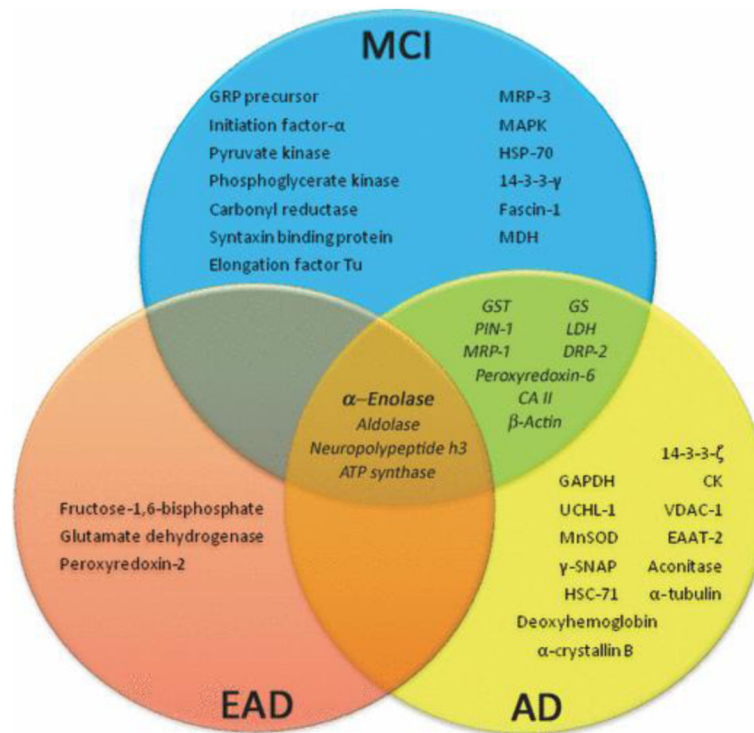 MCI
GRP precursor MRP-3
Initiation factor-α MAPK
Pyruvate kinase HSP-70
Phosphoglycerate kinase 14-3-3-γ
Carbonyl reductase Fascin-1
Syntaxin binding protein MDH
Elongation factor Tu
GST GS
PIN-1 LDH
MRP-1 DRP-2
Peroxyredoxin-6
CA II
β-Actin
α–Enolase
Aldolase
Neuropolypeptide h3
ATP synthase
Fructose-1,6-bisphosphate
Glutamate dehydrogenase
Peroxyredoxin-2
14-3-3-ζ
GAPDH CK
UCHL-1 VDAC-1
MnSOD EAAT-2
γ-SNAP Aconitase
HSC-71 α-tubulin
Deoxyhemoglobin
α-crystallin B
EAD AD